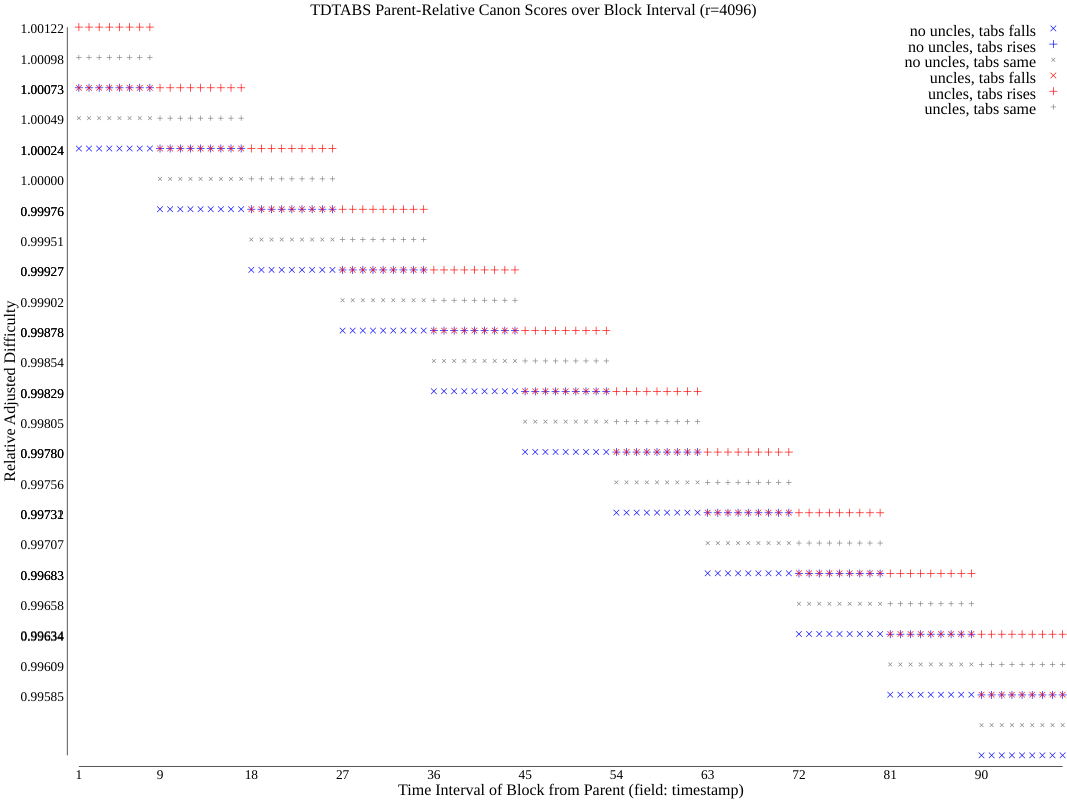 TDTABS Parent-Relative Canon Scores over Block Interval (r=4096)
no uncles, tabs falls
no uncles, tabs rises
no uncles, tabs same
uncles, tabs falls
uncles, tabs rises
uncles, tabs same
Relative Adjusted Difficulty
1.00122
1.00098
1.00073
1.00049
1.00024
1.00000
0.99976
0.99951
0.99927
0.99902
0.99878
0.99854
0.99829
0.99805
0.99780
0.99756
0.99732
0.99707
0.99683
0.99658
0.99634
0.99609
0.99585
1 9 18 27 36 45 54 63 72 81 90
Time Interval of Block from Parent (field: timestamp)